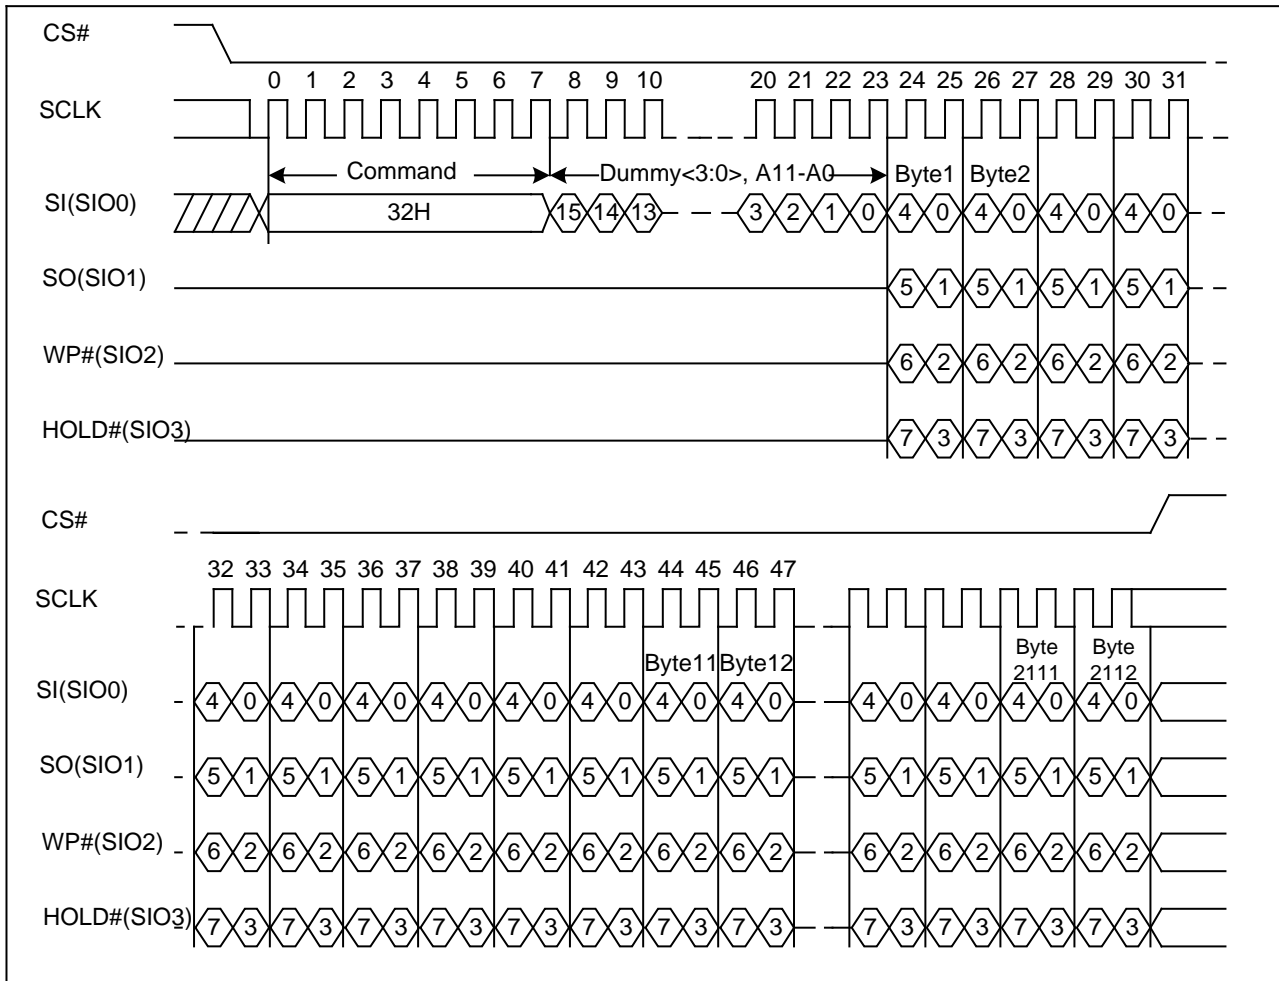 CS#
0 1 2 3 4 5 6 7 8 9 10 20 21 22 23 24 25 26 27 28 29 30 31
SCLK
Command Dummy<3:0>, A11-A0 Byte1 Byte2
SI(SIO0) 32H 15 14 13 3 2 1 0 4 0 4 0 4 0 4 0
SO(SIO1) 5 1 5 1 5 1 5 1
WP#(SIO2) 6 2 6 2 6 2 6 2
HOLD#(SIO3) 7 3 7 3 7 3 7 3
CS#
32 33 34 35 36 37 38 39 40 41 42 43 44 45 46 47
SCLK
Byte11 Byte12 Byte 2111 Byte 2112
SI(SIO0) 4 0 4 0 4 0 4 0 4 0 4 0 4 0 4 0 4 0 4 0 4 0 4 0
SO(SIO1) 5 1 5 1 5 1 5 1 5 1 5 1 5 1 5 1 5 1 5 1 5 1 5 1
WP#(SIO2) 6 2 6 2 6 2 6 2 6 2 6 2 6 2 6 2 6 2 6 2 6 2 6 2
HOLD#(SIO3) 7 3 7 3 7 3 7 3 7 3 7 3 7 3 7 3 7 3 7 3 7 3 7 3